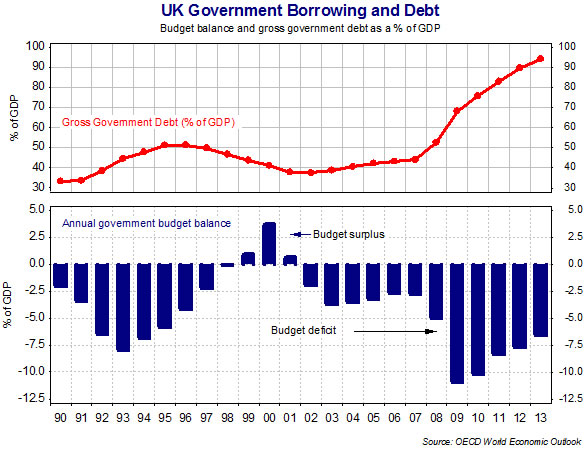 UK Government Borrowing and Debt
Budget balance and gross government debt as a % of GDP
100 100
90 90
80 80
70 70
60 60
50 50
40 40
30 30
% of GDP
% of GDP
Gross Government Debt (% of GDP)
5.0 5.0
2.5 2.5
0.0 0.0
-2.5 -2.5
-5.0 -5.0
-7.5 -7.5
-10.0 -10.0
-12.5 -12.5
% of GDP
% of GDP
Annual government budget balance
Budget surplus
Budget deficit
90 91 92 93 94 95 96 97 98 99 00 01 02 03 04 05 06 07 08 09 10 11 12 13
Source: OECD World Economic Outlook